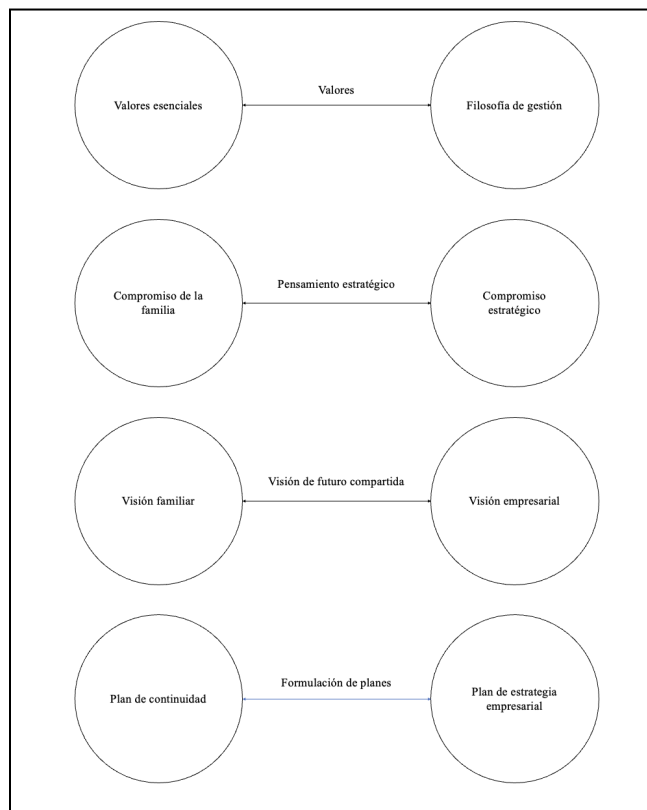 Valores
Valores esenciales
Filosofía de gestión
Pensamiento estratégico
Compromiso de la
familia
Compromiso
estratégico
Visión de futuro compartida
Visión familiar
Visión empresarial
Formulación de planes
Plan de continuidad
Plan de estrategia
empresarial